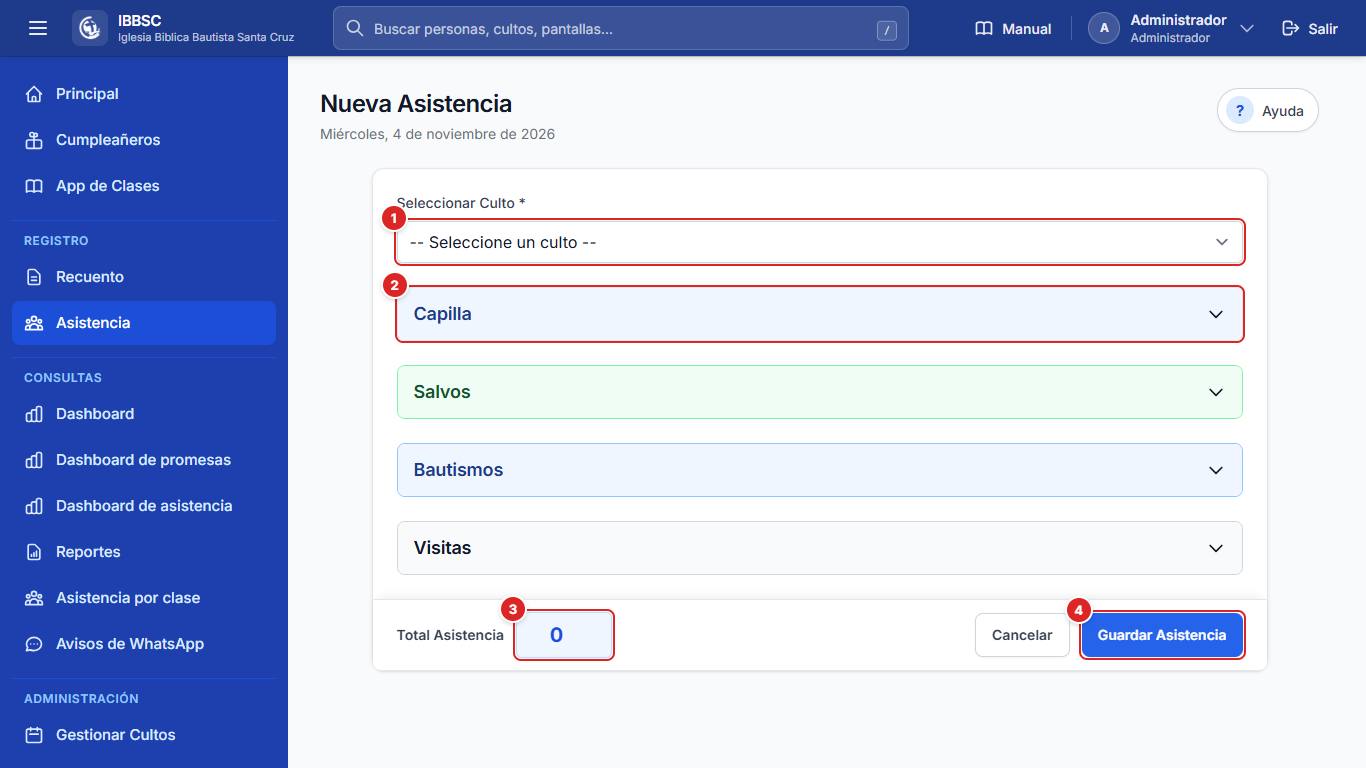 IBBSC
Iglesia Biblica Bautista Santa Cruz
Buscar personas, cultos, pantallas...
/
Manual
A
Administrador
Administrador
Salir
Principal
Cumpleañeros
App de Clases
REGISTRO
Recuento
Asistencia
CONSULTAS
Dashboard
Dashboard de promesas
Dashboard de asistencia
Reportes
Asistencia por clase
Avisos de WhatsApp
ADMINISTRACIÓN
Gestionar Cultos
Nueva Asistencia
Miércoles, 4 de noviembre de 2026
? Ayuda
Seleccionar Culto *
1
-- Seleccione un culto --
2
Capilla
Salvos
Bautismos
Visitas
3
Total Asistencia 0
Cancelar
4
Guardar Asistencia